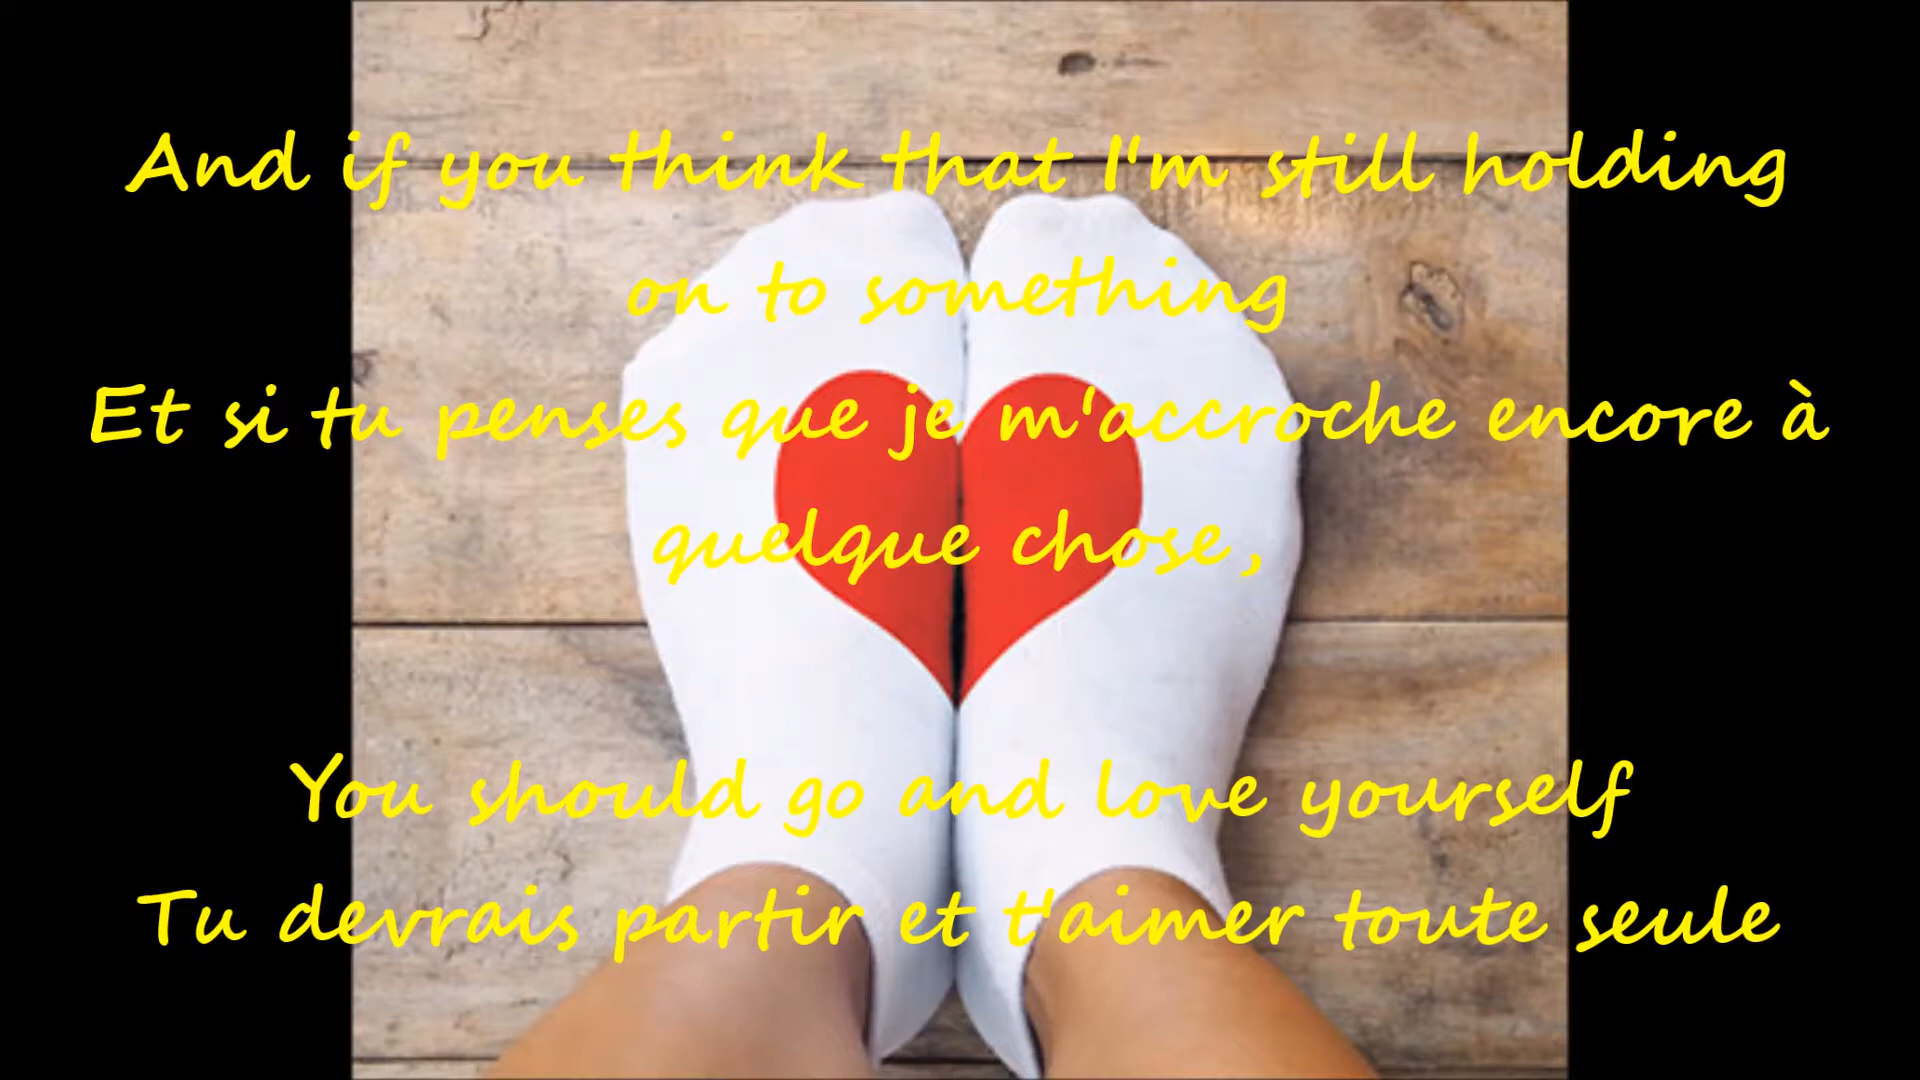 And if you think that I'm still holding
on to something
Et si tu penses que je m'accroche encore à
quelque chose,
You should go and love yourself
Tu devrais partir et t'aimer toute seule